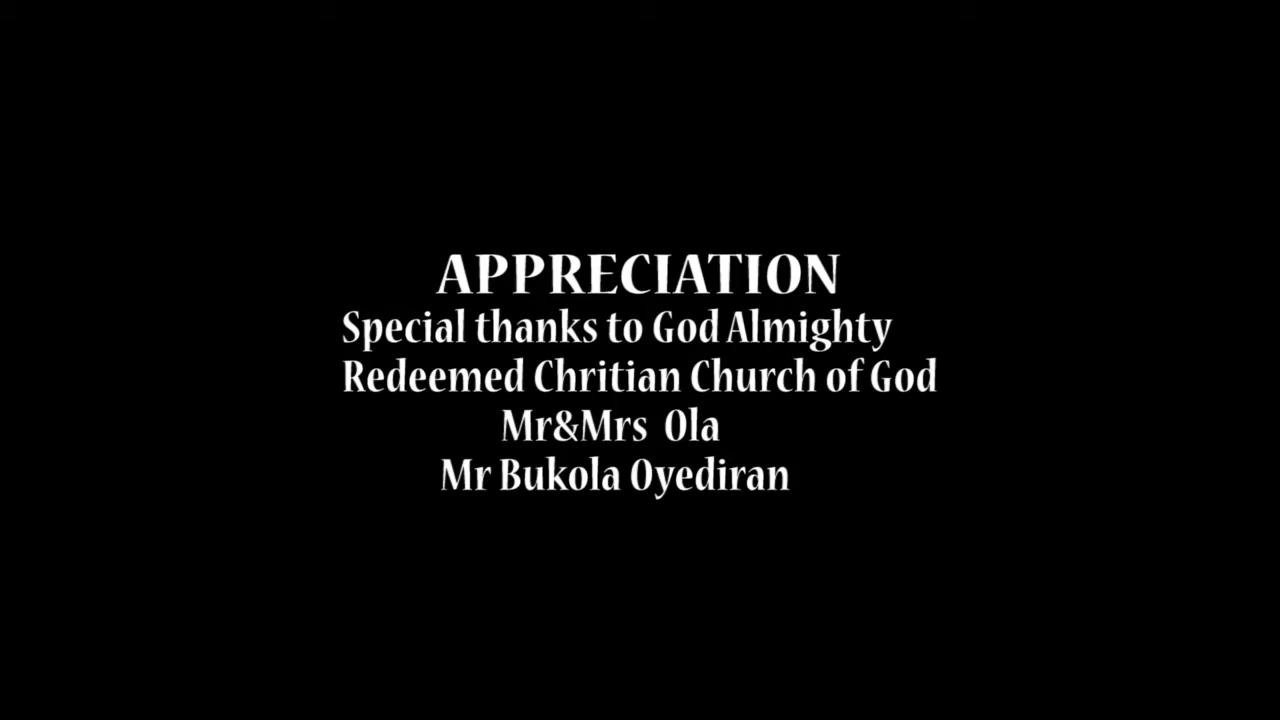 APPRECIATION
Special thanks to God Almighty
Redeemed Chritian Church of God
Mr&Mrs Ola
Mr Bukola Oyediran